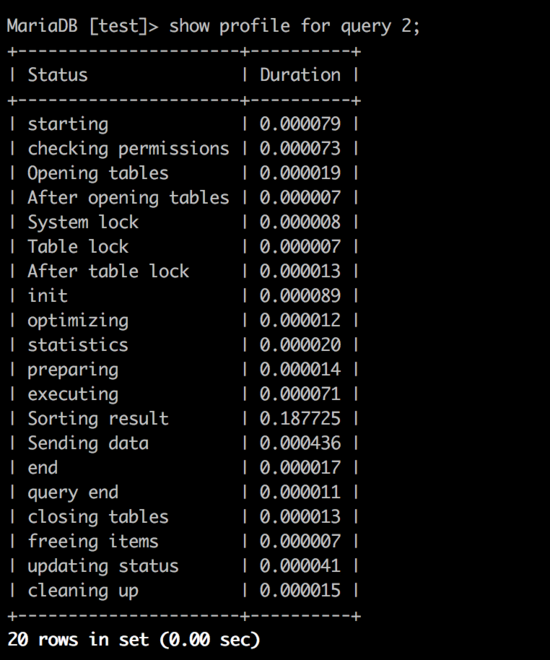 MariaDB [test]> show profile for query 2;
+----------------------+----------+
| Status               | Duration |
+----------------------+----------+
| starting             | 0.000079 |
| checking permissions | 0.000073 |
| Opening tables       | 0.000019 |
| After opening tables | 0.000007 |
| System lock          | 0.000008 |
| Table lock           | 0.000007 |
| After table lock     | 0.000013 |
| init                 | 0.000089 |
| optimizing           | 0.000012 |
| statistics           | 0.000020 |
| preparing            | 0.000014 |
| executing            | 0.000071 |
| Sorting result       | 0.187725 |
| Sending data         | 0.000436 |
| end                  | 0.000017 |
| query end            | 0.000011 |
| closing tables       | 0.000013 |
| freeing items        | 0.000007 |
| updating status      | 0.000041 |
| cleaning up          | 0.000015 |
+----------------------+----------+
20 rows in set (0.00 sec)